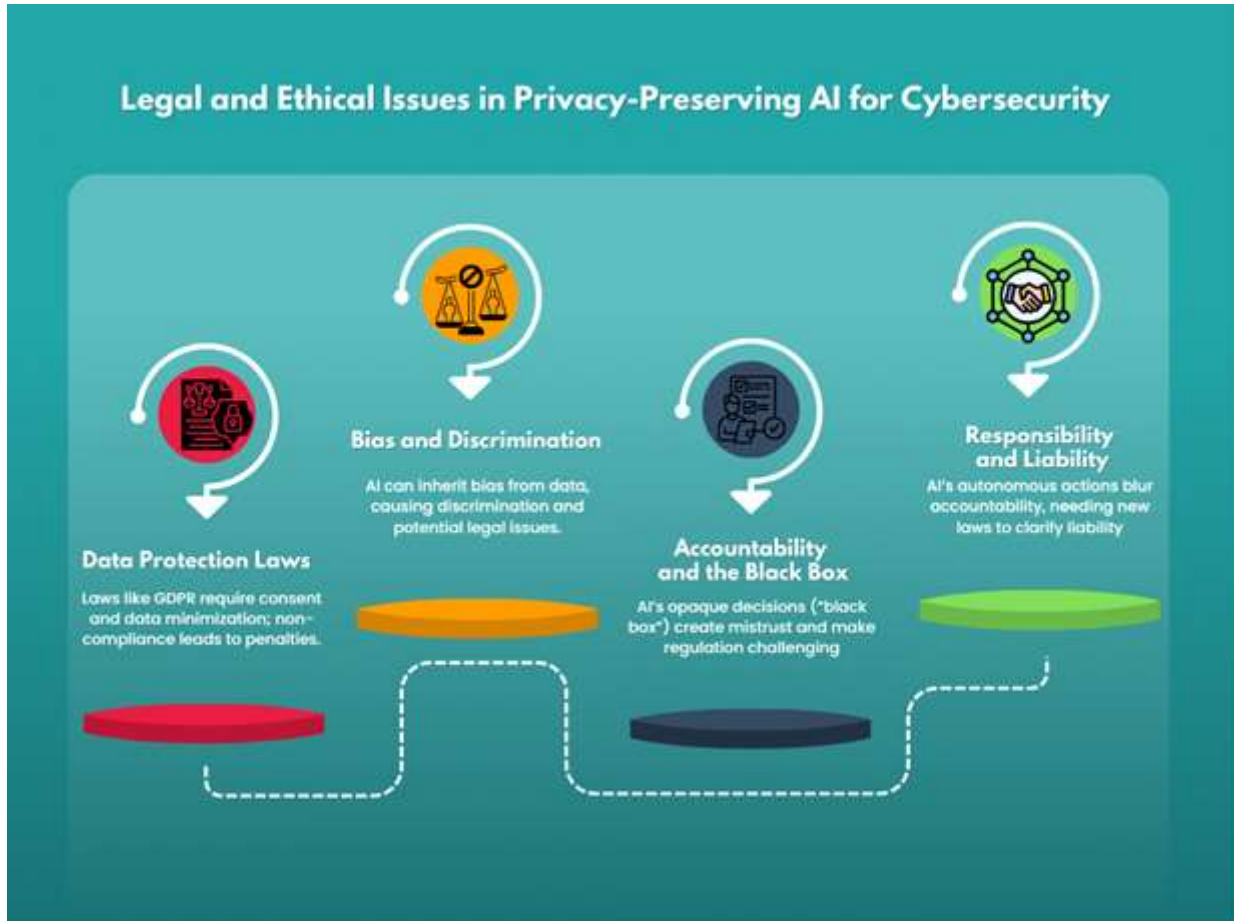 Legal and Ethical Issues in Privacy-Preserving AI for Cybersecurity
Data Protection Laws
Laws like GDPR require consent
and data minimization; non-
compliance leads to penalties.
Bias and Discrimination
AI can inherit bias from data,
causing discrimination and
potential legal issues.
Accountability
and the Black Box
AI's opaque decisions ("black
box") create mistrust and make
regulation challenging
Responsibility
and Liability
AI's autonomous actions blur
accountability, needing new
laws to clarify liability